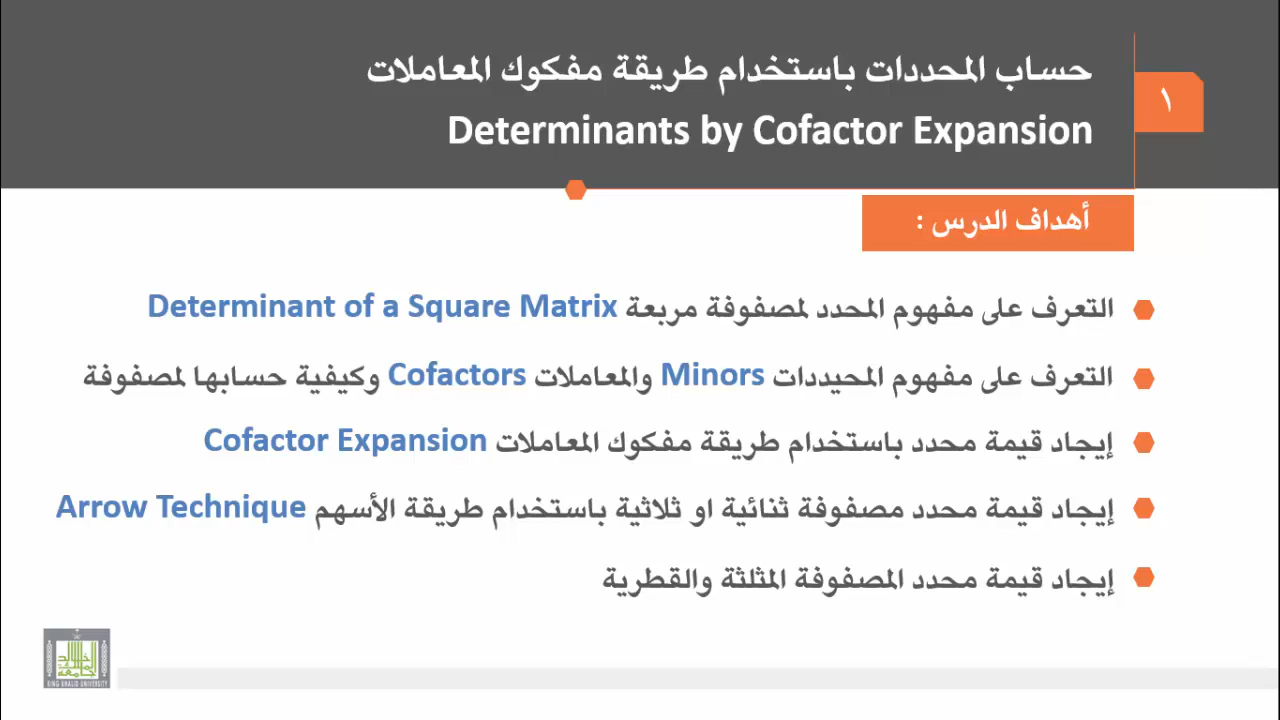 حساب المحددات باستخدام طريقة مفكوك المعاملات
١
Determinants by Cofactor Expansion
أهداف الدرس :
التعرف على مفهوم المحدد لمصفوفة مربعة Determinant of a Square Matrix
التعرف على مفهوم المحيددات Minors والمعاملات Cofactors وكيفية حسابها لمصفوفة
إيجاد قيمة محدد باستخدام طريقة مفكوك المعاملات Cofactor Expansion
إيجاد قيمة محدد مصفوفة ثنائية او ثلاثية باستخدام طريقة الأسهم Arrow Technique
إيجاد قيمة محدد المصفوفة المثلثة والقطرية
KING KHALID UNIVERSITY